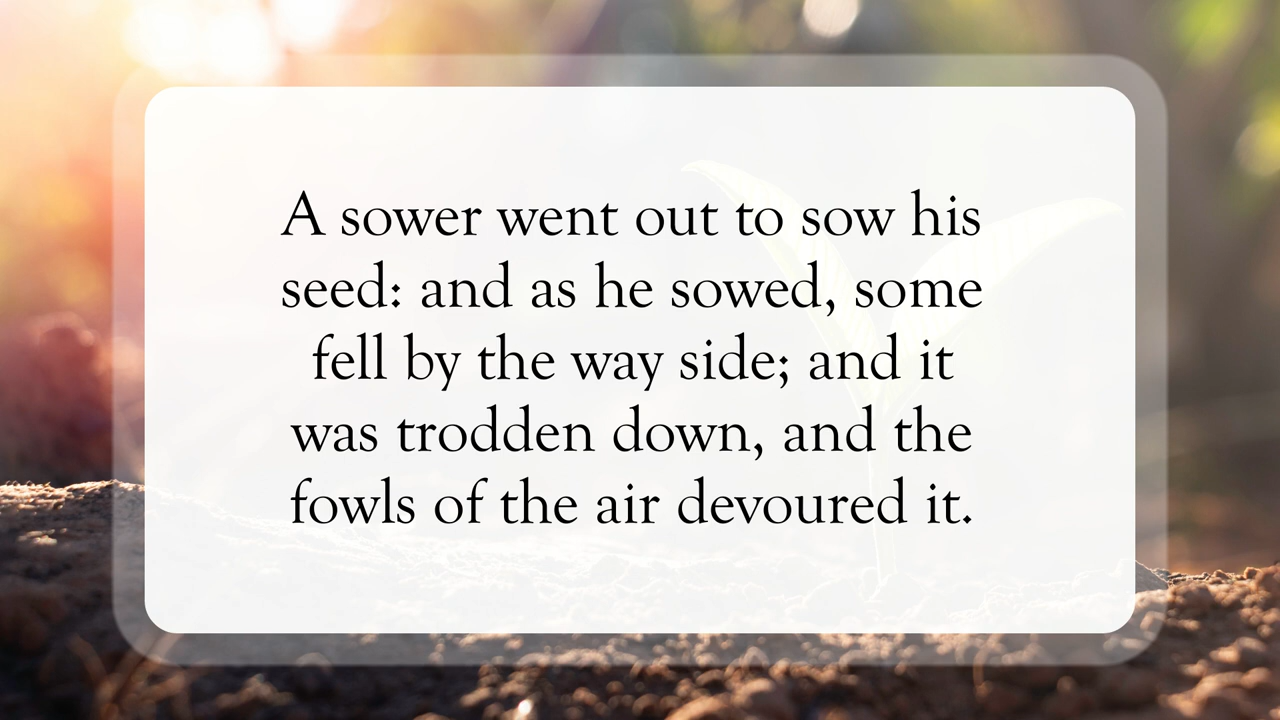 A sower went out to sow his
seed: and as he sowed, some
fell by the way side; and it
was trodden down, and the
fowls of the air devoured it.